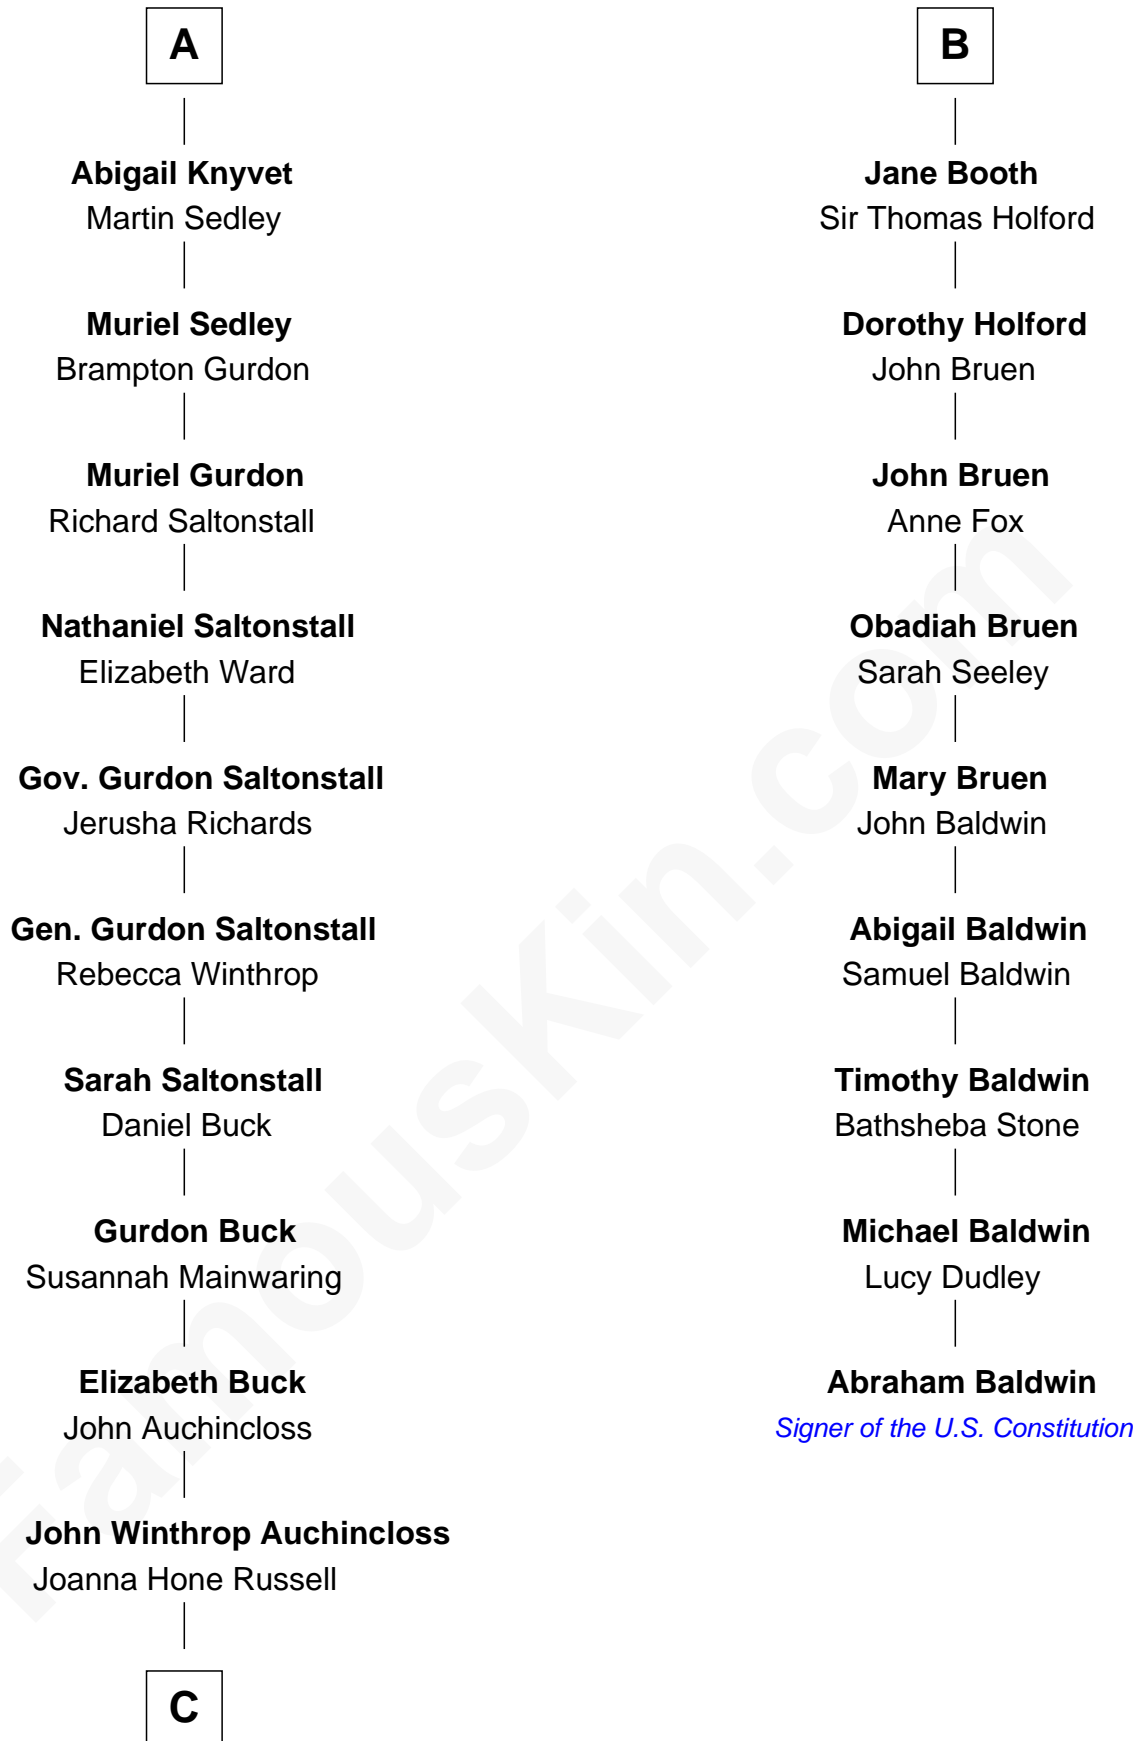 A
Abigail Knyvet
Martin Sedley
Muriel Sedley
Brampton Gurdon
Muriel Gurdon
Richard Saltonstall
Nathaniel Saltonstall
Elizabeth Ward
Gov. Gurdon Saltonstall
Jerusha Richards
Gen. Gurdon Saltonstall
Rebecca Winthrop
Sarah Saltonstall
Daniel Buck
Gurdon Buck
Susannah Mainwaring
Elizabeth Buck
John Auchincloss
John Winthrop Auchincloss
Joanna Hone Russell
C
B
Jane Booth
Sir Thomas Holford
Dorothy Holford
John Bruen
John Bruen
Anne Fox
Obadiah Bruen
Sarah Seeley
Mary Bruen
John Baldwin
Abigail Baldwin
Samuel Baldwin
Timothy Baldwin
Bathsheba Stone
Michael Baldwin
Lucy Dudley
Abraham Baldwin
Signer of the U.S. Constitution
FamousKin.com